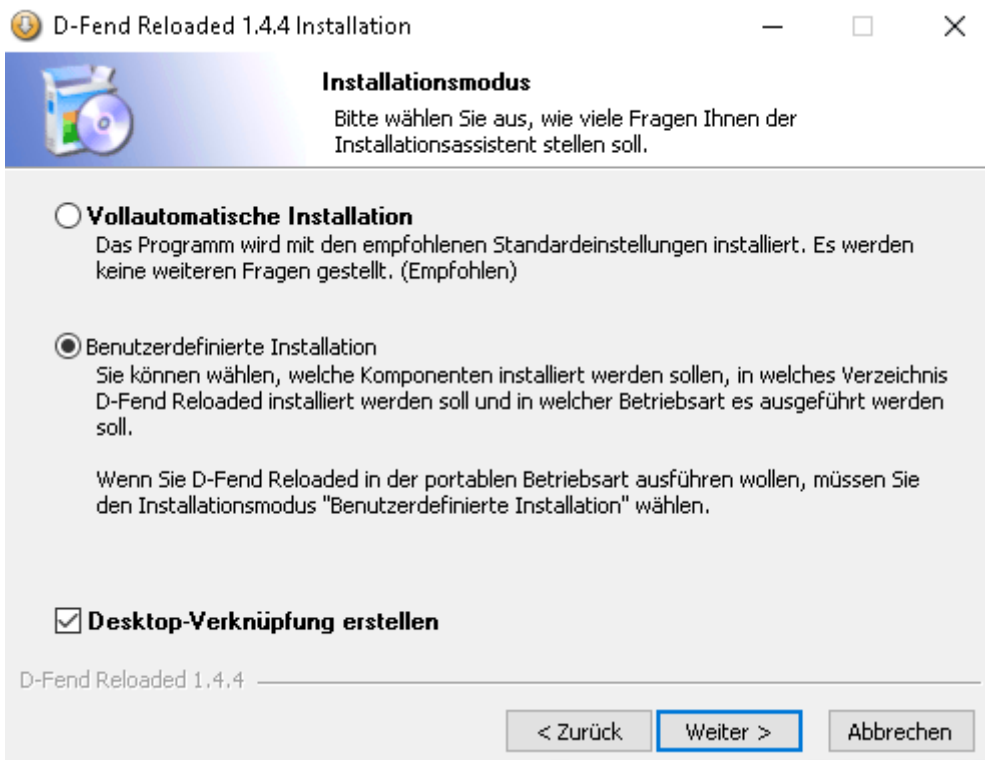 D-Fend Reloaded 1.4.4 Installation
Installationsmodus
Bitte wählen Sie aus, wie viele Fragen Ihnen der
Installationsassistent stellen soll.
Vollautomatische Installation
Das Programm wird mit den empfohlenen Standardeinstellungen installiert. Es werden
keine weiteren Fragen gestellt. (Empfohlen)
Benutzerdefinierte Installation
Sie können wählen, welche Komponenten installiert werden sollen, in welches Verzeichnis
D-Fend Reloaded installiert werden soll und in welcher Betriebsart es ausgeführt werden
soll.
Wenn Sie D-Fend Reloaded in der portablen Betriebsart ausführen wollen, müssen Sie
den Installationsmodus "Benutzerdefinierte Installation" wählen.
Desktop-Verknüpfung erstellen
D-Fend Reloaded 1.4.4
< Zurück Weiter > Abbrechen